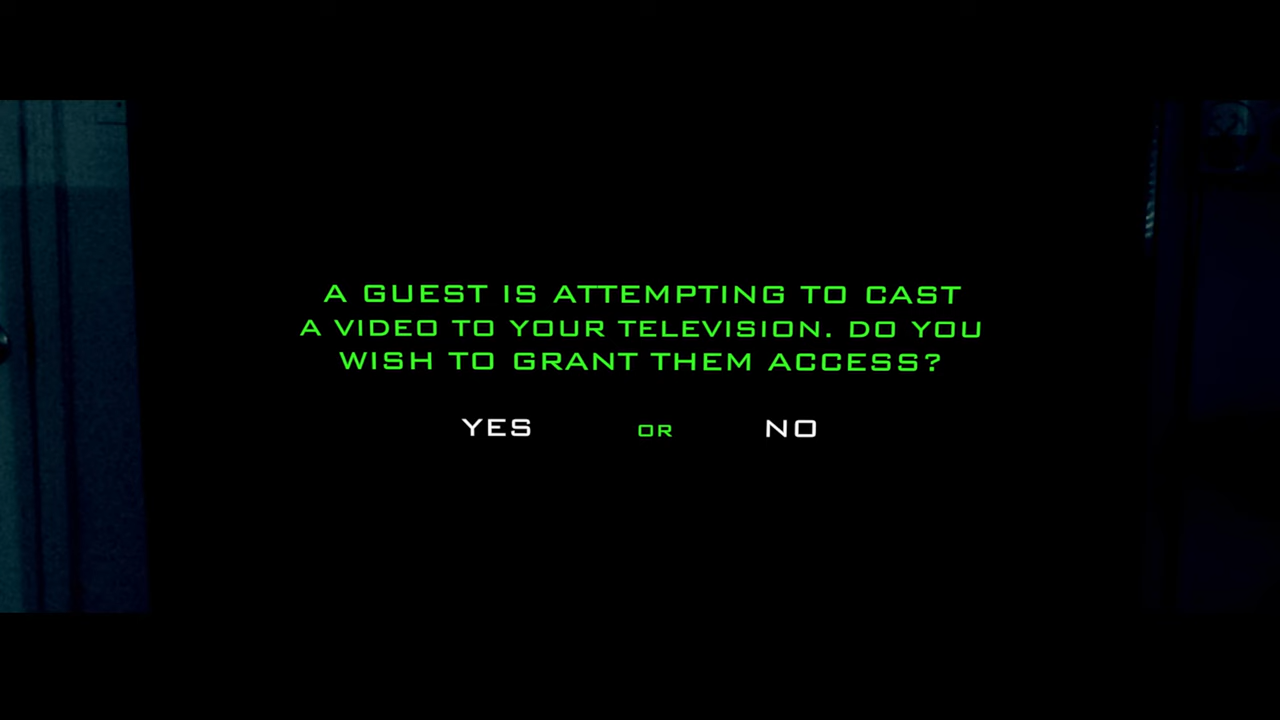 A GUEST IS ATTEMPTING TO CAST
A VIDEO TO YOUR TELEVISION. DO YOU
WISH TO GRANT THEM ACCESS?
YES OR NO